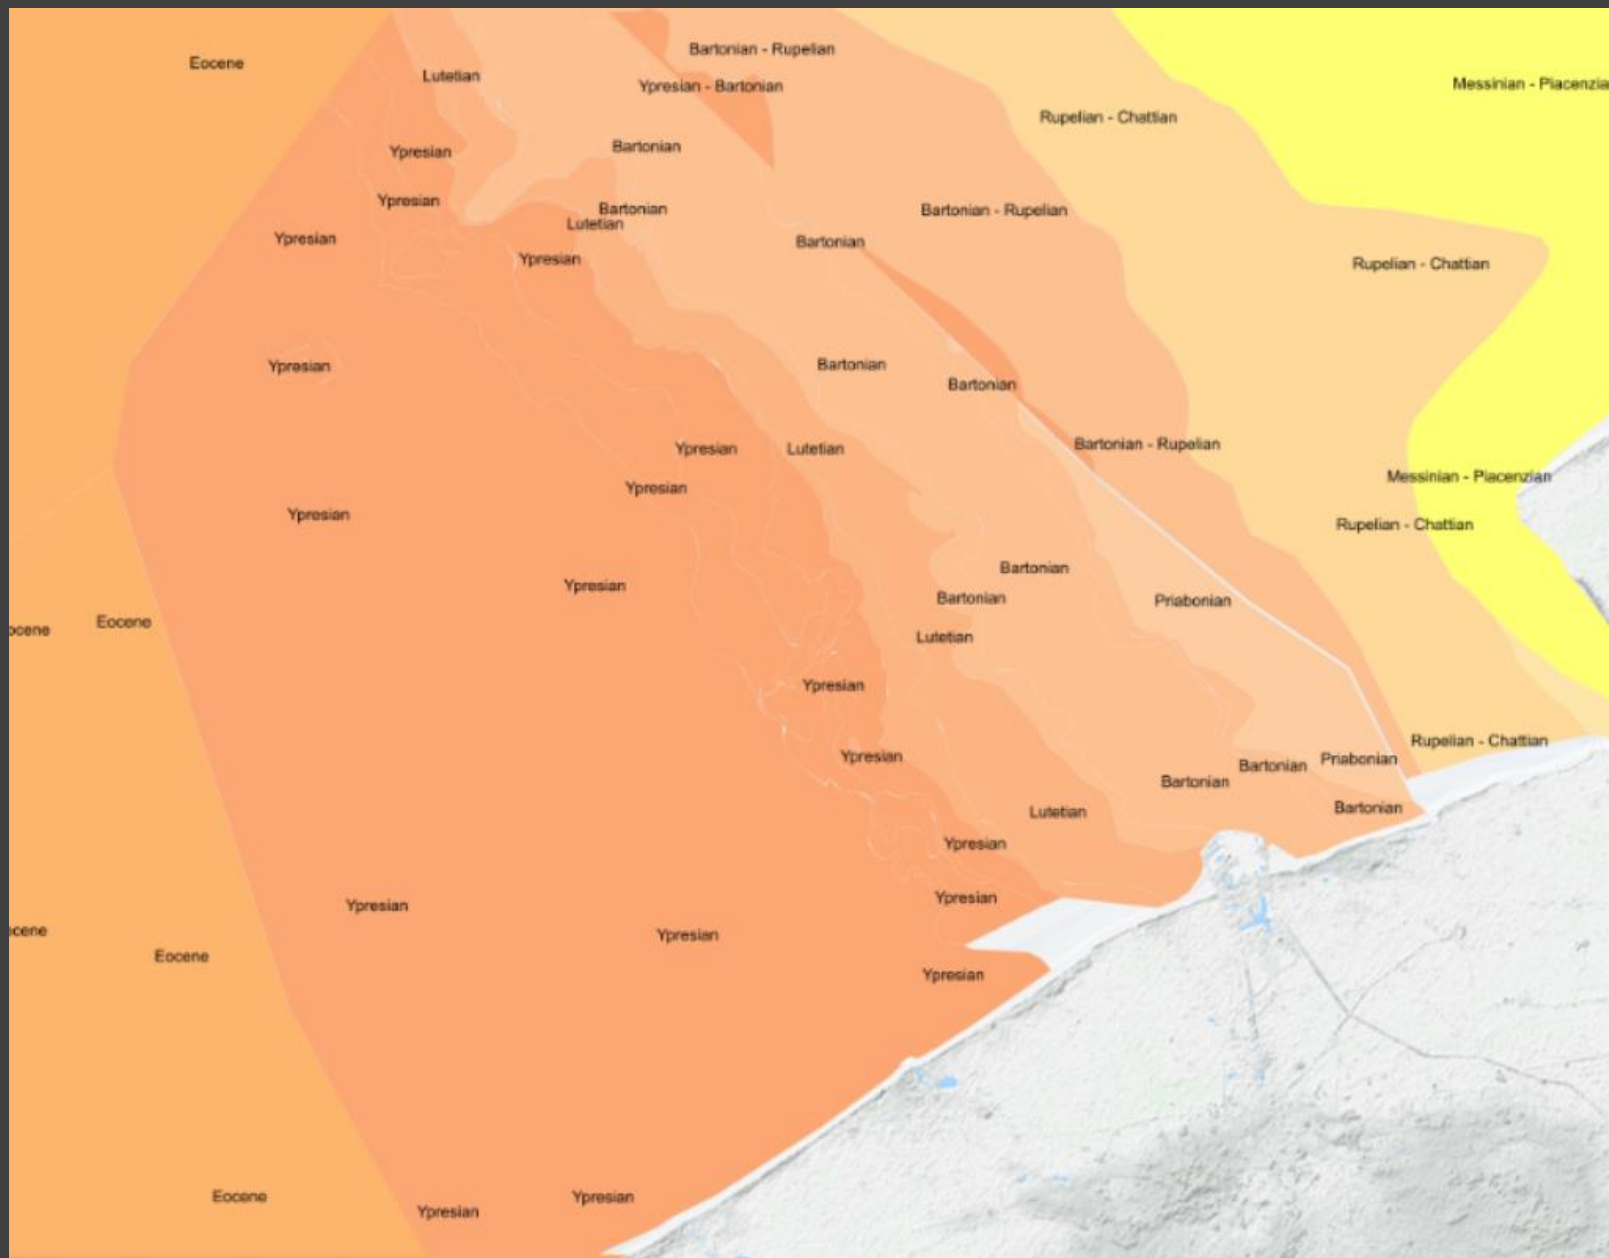 Bartonian - Rupelian
Eocene
Lutetian
Ypresian - Bartonian
Messinian - Piacenzia
Rupelian - Chattian
Bartonian
Ypresian
Ypresian
Bartonian
Bartonian - Rupelian
Lutetian
Ypresian
Bartonian
Ypresian
Rupelian - Chattian
Ypresian
Bartonian
Bartonian
Bartonian - Rupelian
Ypresian
Lutetian
Messinian - Piacenzian
Ypresian
Ypresian
Rupelian - Chattian
Bartonian
Ypresian
Bartonian
Priabonian
Eocene
ocene
Lutetian
Ypresian
Rupelian - Chattian
Ypresian
Priabonian
Bartonian
Bartonian
Bartonian
Lutetian
Ypresian
Ypresian
Ypresian
cene
Ypresian
Eocene
Ypresian
Eocene
Ypresian
Ypresian